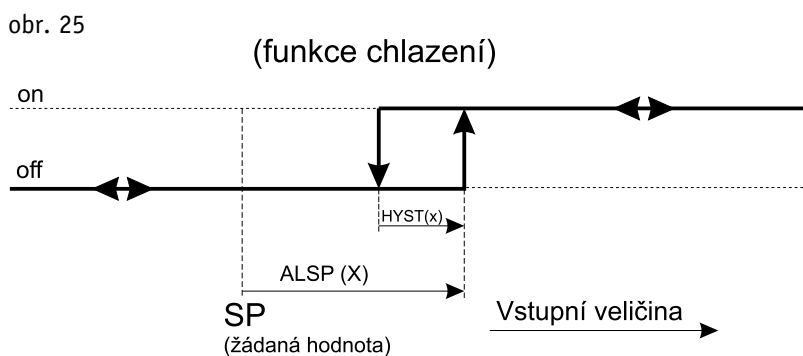 obr. 25
(funkce chlazení)
on
off
HYST(x)
ALSP (X)
SP
(žádaná hodnota)
Vstupní veličina